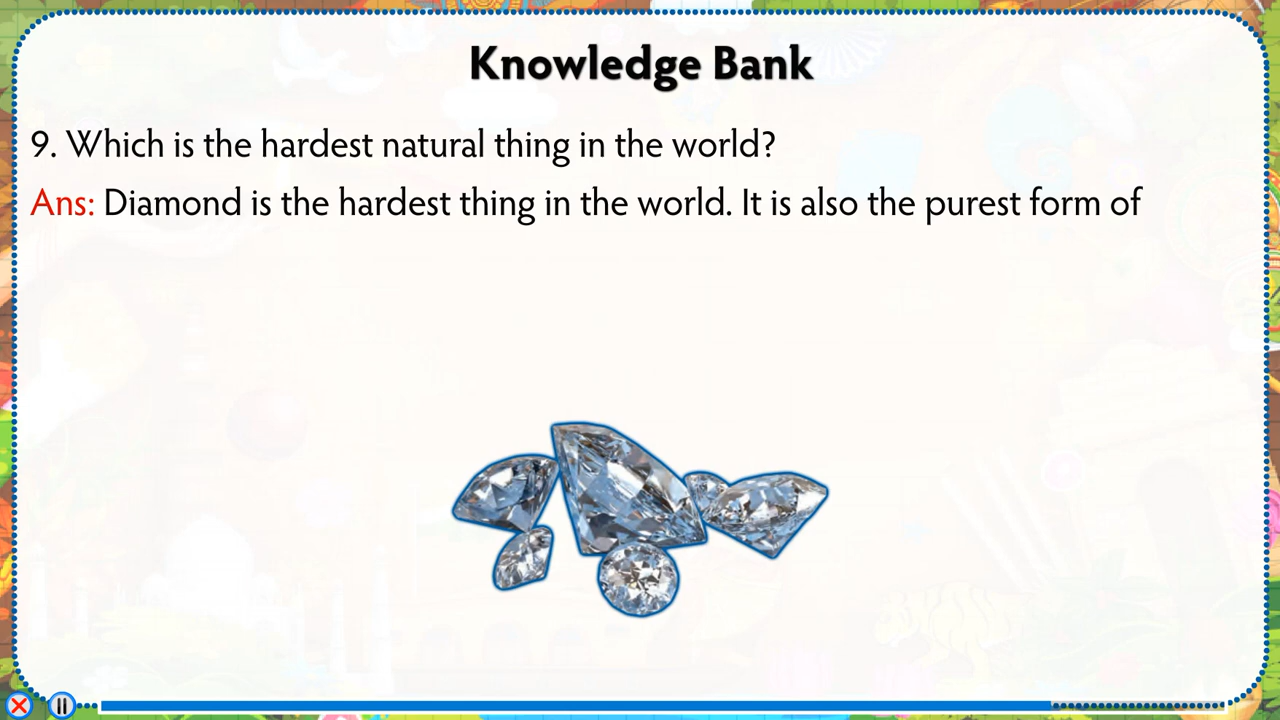 Knowledge Bank
9. Which is the hardest natural thing in the world?
Ans: Diamond is the hardest thing in the world. It is also the purest form of